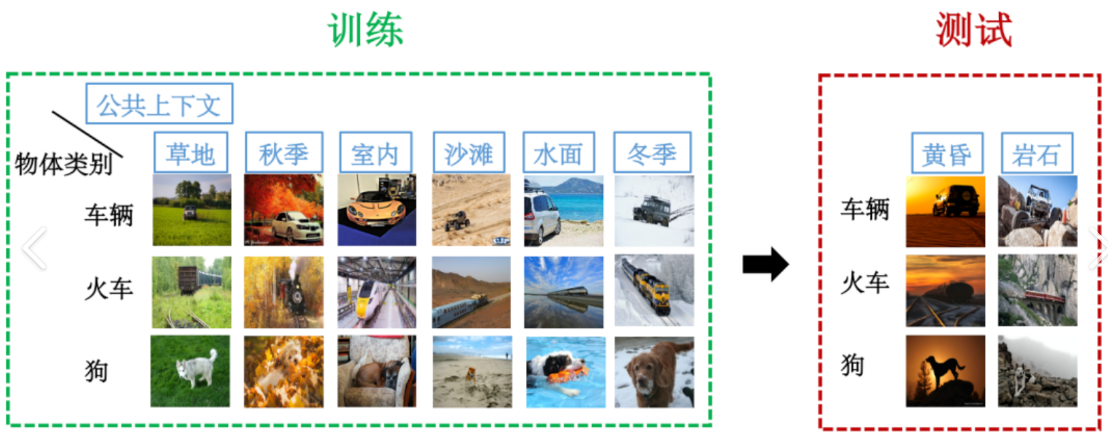 训练
测试
公共上下文
物体类别
草地 秋季 室内 沙滩 水面 冬季
黄昏 岩石
车辆
车辆
火车
火车
狗
狗